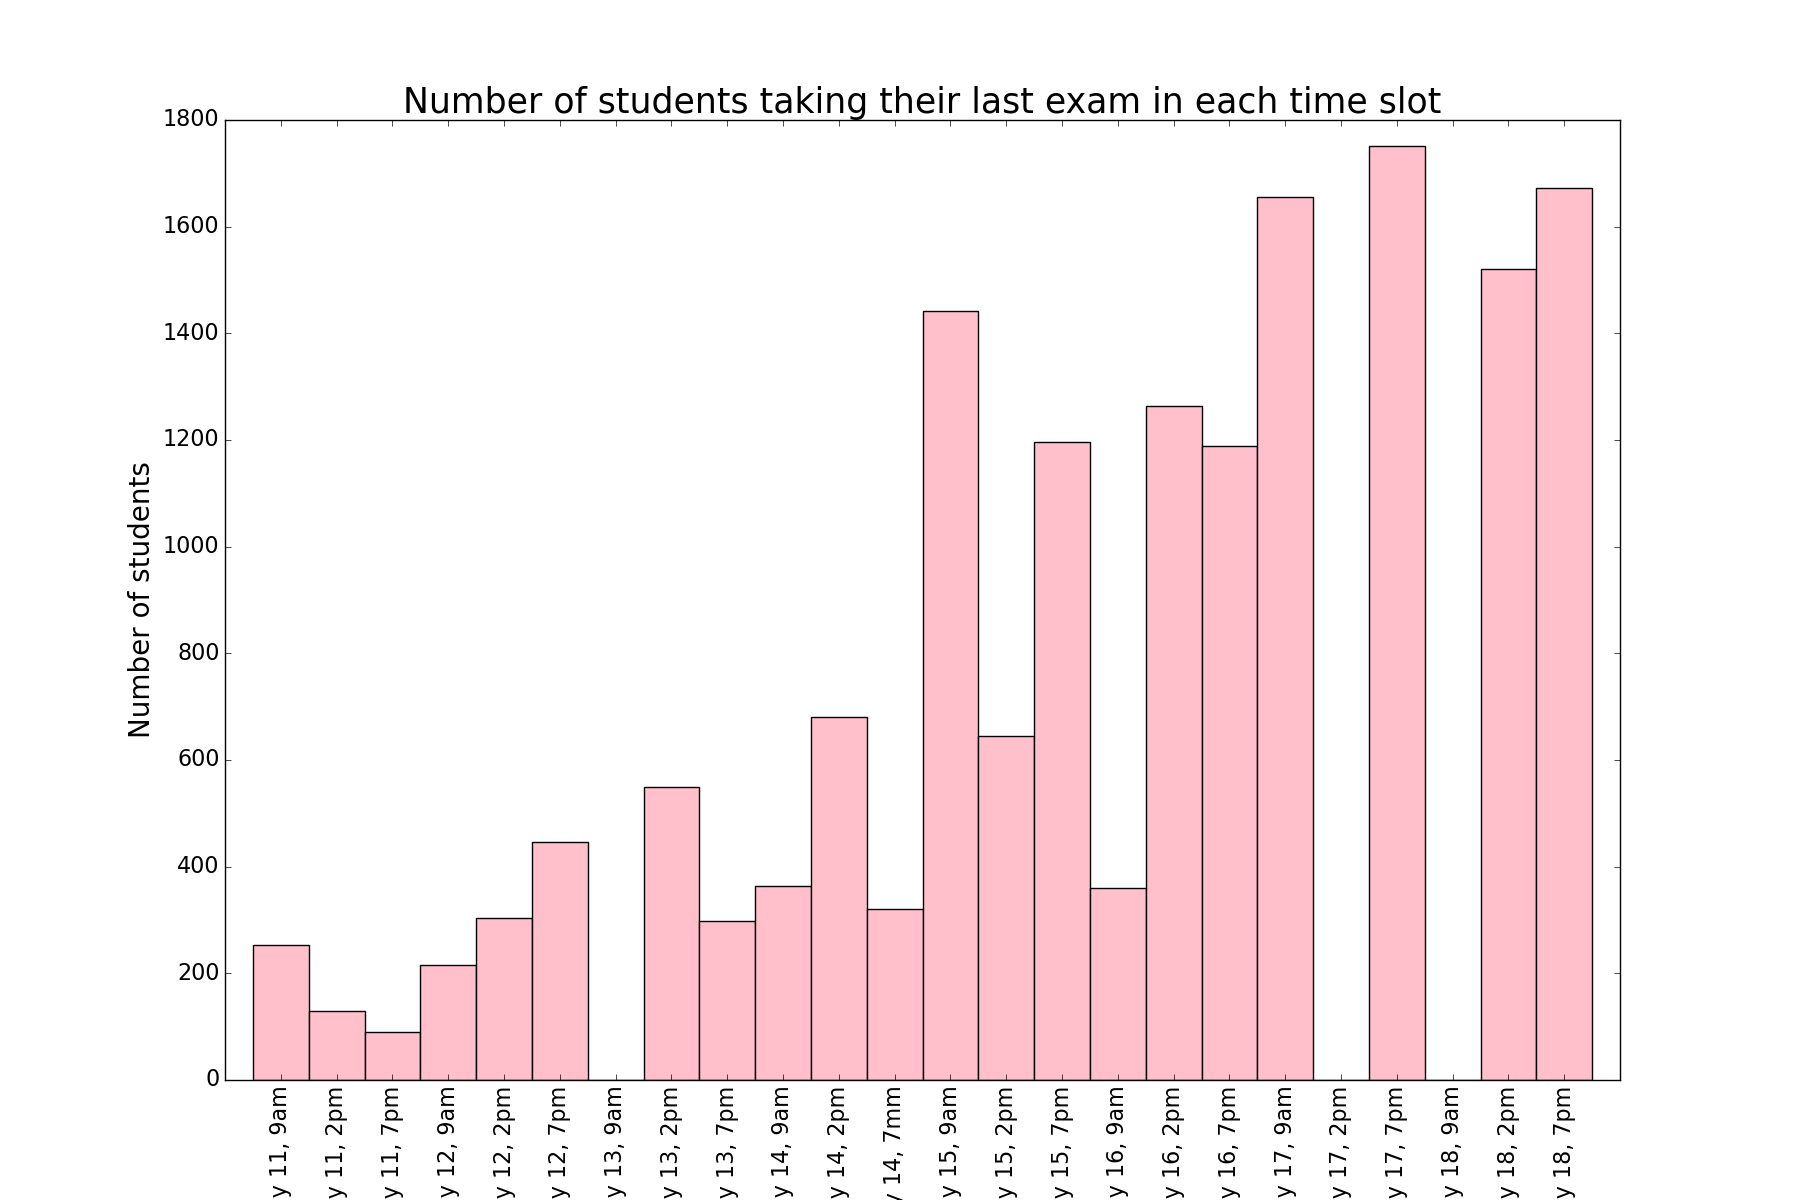 Number of students taking their last exam in each time slot
Number of students
1800
1600
1400
1200
1000
800
600
400
200
0
y 11, 9am
y 11, 2pm
y 11, 7pm
y 12, 9am
y 12, 2pm
y 12, 7pm
y 13, 9am
y 13, 2pm
y 13, 7pm
y 14, 9am
y 14, 2pm
y 14, 7mm
y 15, 9am
y 15, 2pm
y 15, 7pm
y 16, 9am
y 16, 2pm
y 16, 7pm
y 17, 9am
y 17, 2pm
y 17, 7pm
y 18, 9am
y 18, 2pm
y 18, 7pm